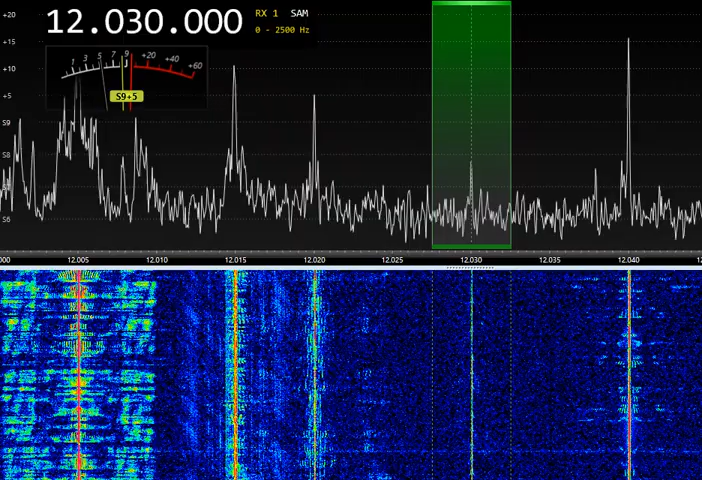 +20
12.030.000
RX 1 SAM
0 - 2500 Hz
+15
+10
1 3 5 7 9 +20 +40 +60
S9+5
+5
S9
S8
S7
S6
000 12.005 12.010 12.015 12.020 12.025 12.030 12.035 12.040